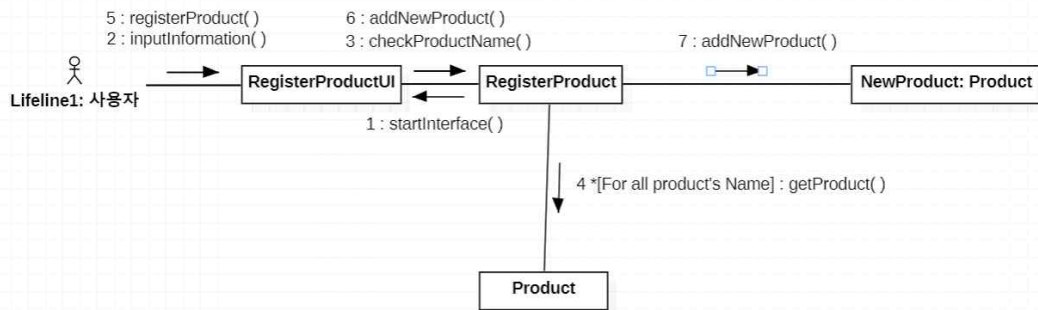 5 : registerProduct( )
2 : inputInformation( )
6 : addNewProduct( )
3 : checkProductName( )
7 : addNewProduct( )
Lifeline1: 사용자
RegisterProductUI
RegisterProduct
NewProduct: Product
1 : startInterface( )
4 *[For all product's Name] : getProduct( )
Product